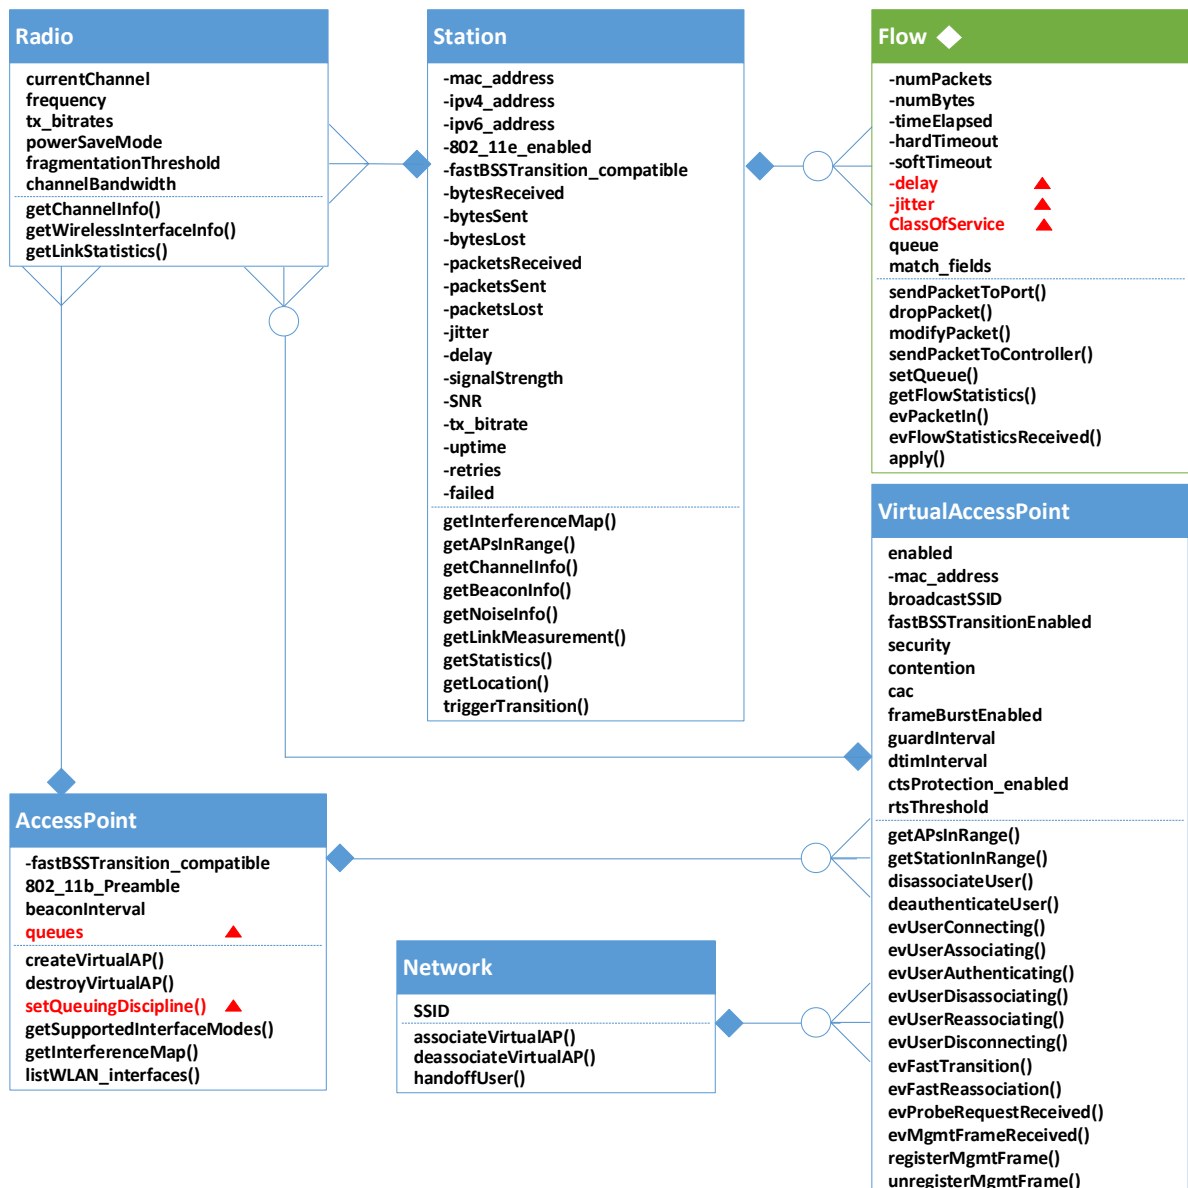 Radio
currentChannel
frequency
tx_bitrates
powerSaveMode
fragmentationThreshold
channelBandwidth
getChannelInfo()
getWirelessInterfaceInfo()
getLinkStatistics()
Station
-mac_address
-ipv4_address
-ipv6_address
-802_11e_enabled
-fastBSSTransition_compatible
-bytesReceived
-bytesSent
-bytesLost
-packetsReceived
-packetsSent
-packetsLost
-jitter
-delay
-signalStrength
-SNR
-tx_bitrate
-uptime
-retries
-failed
getInterferenceMap()
getAPsInRange()
getChannelInfo()
getBeaconInfo()
getNoiseInfo()
getLinkMeasurement()
getStatistics()
getLocation()
triggerTransition()
Flow
-numPackets
-numBytes
-timeElapsed
-hardTimeout
-softTimeout
-delay
-jitter
ClassOfService
queue
match_fields
sendPacketToPort()
dropPacket()
modifyPacket()
sendPacketToController()
setQueue()
getFlowStatistics()
evPacketIn()
evFlowStatisticsReceived()
apply()
VirtualAccessPoint
enabled
-mac_address
broadcastSSID
fastBSSTransitionEnabled
security
contention
cac
frameBurstEnabled
guardInterval
dtimInterval
ctsProtection_enabled
rtsThreshold
getAPsInRange()
getStationInRange()
disassociateUser()
deauthenticateUser()
evUserConnecting()
evUserAssociating()
evUserAuthenticating()
evUserDisassociating()
evUserReassociating()
evUserDisconnecting()
evFastTransition()
evFastReassociation()
evProbeRequestReceived()
evMgmtFrameReceived()
registerMgmtFrame()
unregisterMgmtFrame()
AccessPoint
-fastBSSTransition_compatible
802_11b_Preamble
beaconInterval
queues
createVirtualAP()
destroyVirtualAP()
setQueuingDiscipline()
getSupportedInterfaceModes()
getInterferenceMap()
listWLAN_interfaces()
Network
SSID
associateVirtualAP()
deassociateVirtualAP()
handoffUser()